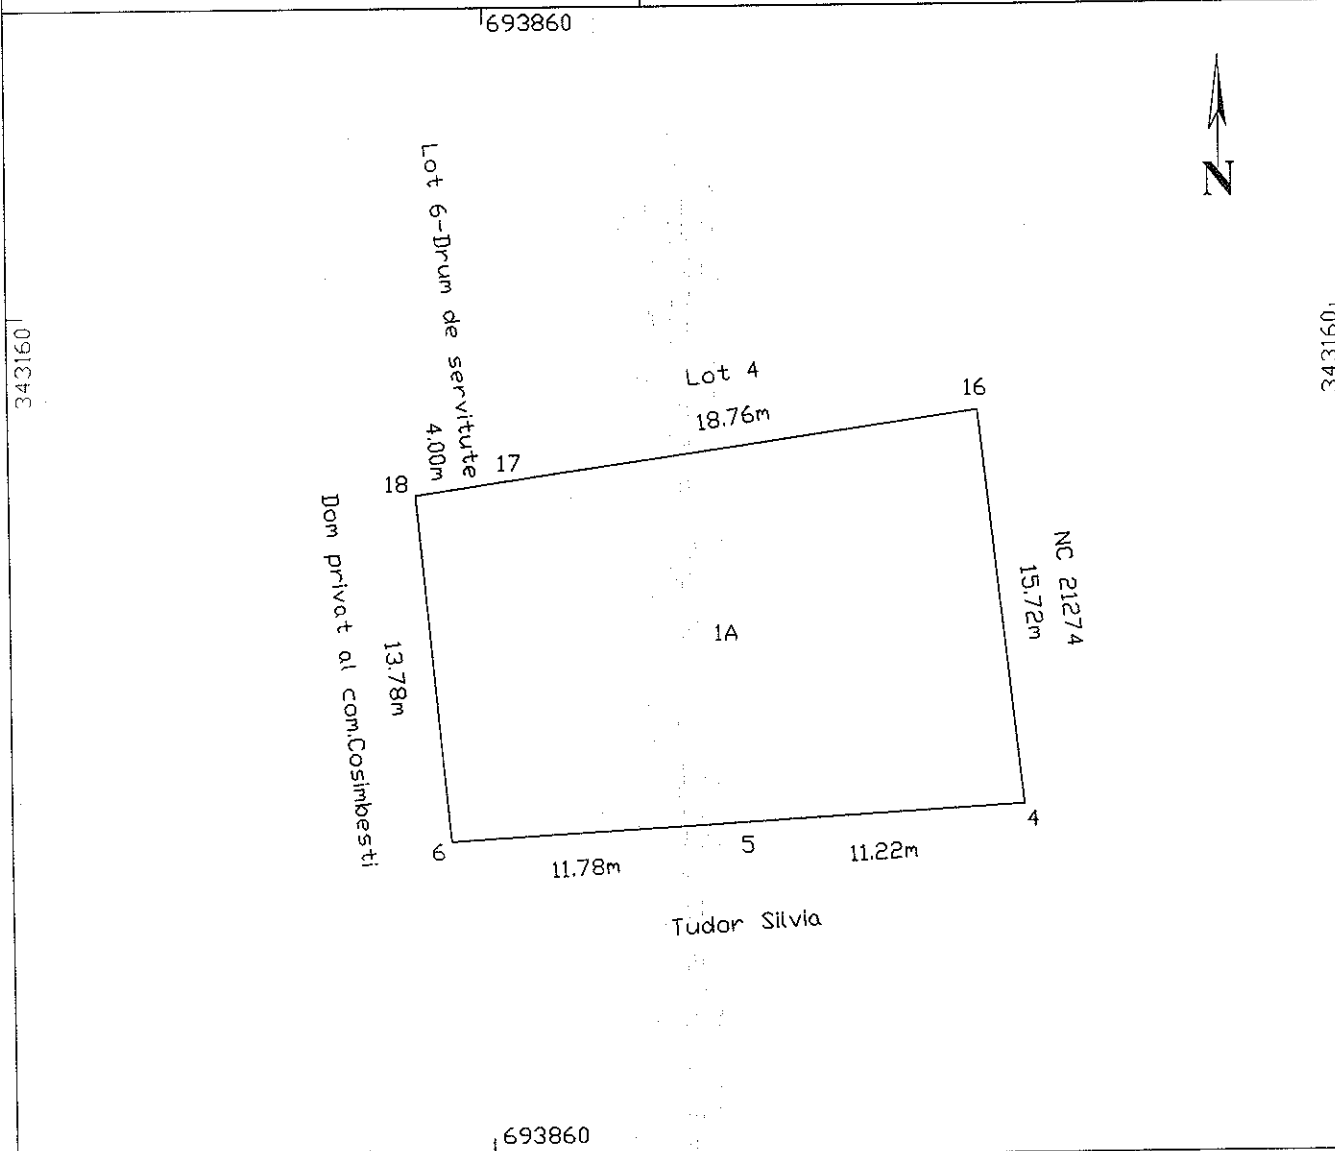 693860
N
343160
343160
Lot 6-Drum de servitute
4.00m
Lot 4
18.76m
16
17
18
Dom privat al com.Cosimbesti
13.78m
NC 21274
15.72m
1A
6
11.78m
5
11.22m
4
Tudor Silvia
693860